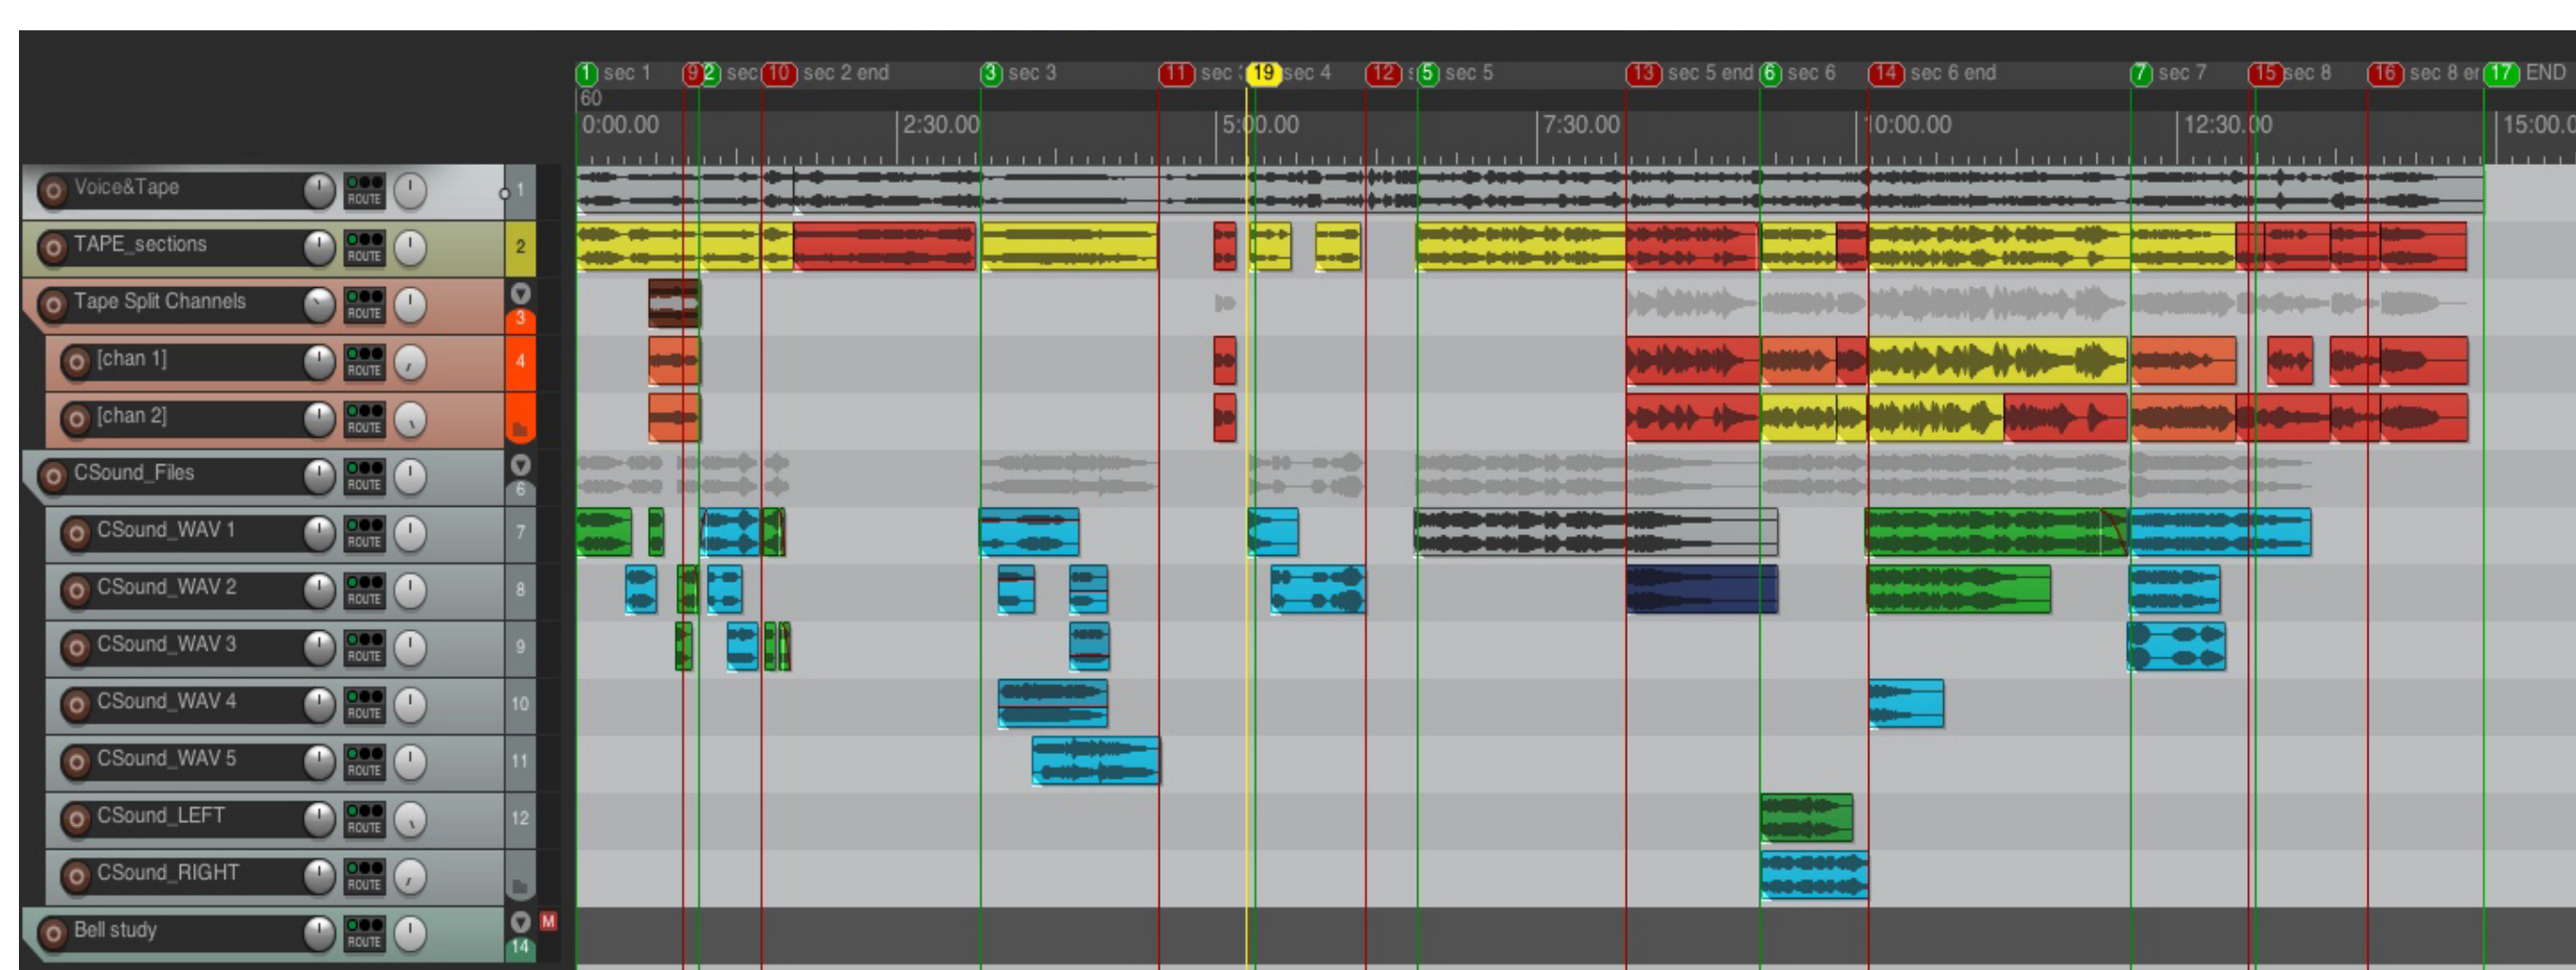 1 sec 1 9 2 sec 10 sec 2 end 3 sec 3 11 sec 19 sec 4 12 s 5 sec 5 13 sec 5 end 6 sec 6 14 sec 6 end 7 sec 7 15 sec 8 16 sec 8 er 17 END
60
0:00.00 2:30.00 5:00.00 7:30.00 10:00.00 12:30.00 15:00.0
Voice&Tape ROUTE 1
TAPE_sections ROUTE 2
Tape Split Channels ROUTE 3
[chan 1] ROUTE 4
[chan 2] ROUTE
CSound_Files ROUTE 6
CSound_WAV 1 ROUTE 7
CSound_WAV 2 ROUTE 8
CSound_WAV 3 ROUTE 9
CSound_WAV 4 ROUTE 10
CSound_WAV 5 ROUTE 11
CSound_LEFT ROUTE 12
CSound_RIGHT ROUTE
Bell study ROUTE 14 M